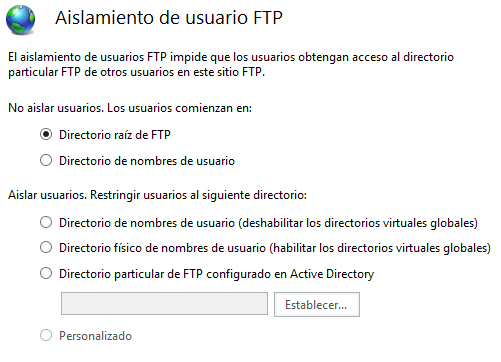 Aislamiento de usuario FTP
El aislamiento de usuarios FTP impide que los usuarios obtengan acceso al directorio
particular FTP de otros usuarios en este sitio FTP.
No aislar usuarios. Los usuarios comienzan en:
Directorio raíz de FTP
Directorio de nombres de usuario
Aislar usuarios. Restringir usuarios al siguiente directorio:
Directorio de nombres de usuario (deshabilitar los directorios virtuales globales)
Directorio físico de nombres de usuario (habilitar los directorios virtuales globales)
Directorio particular de FTP configurado en Active Directory
Establecer...
Personalizado